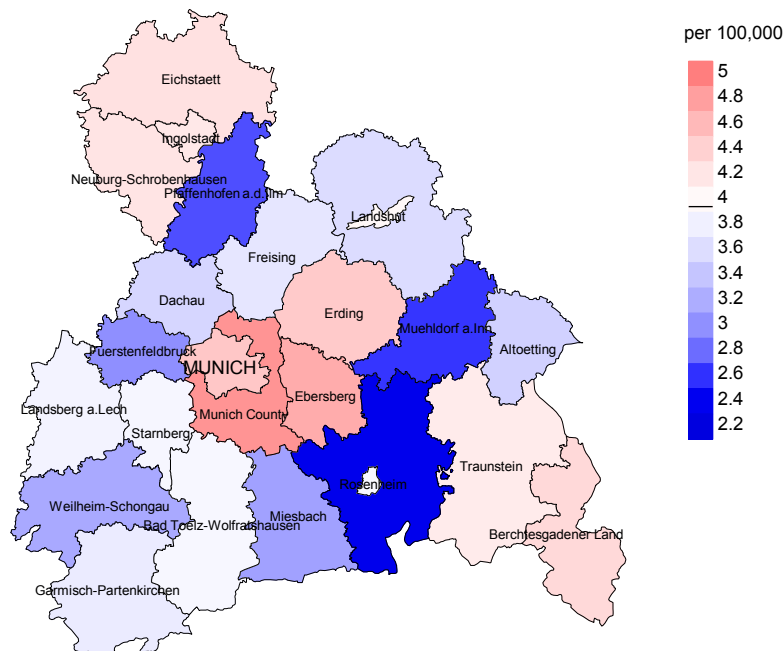 per 100,000
5
4.8
4.6
4.4
4.2
4
3.8
3.6
3.4
3.2
3
2.8
2.6
2.4
2.2
Eichstaett
Ingolstadt
Neuburg-Schrobenhausen
Pfaffenhofen a.d.Ilm
Landshut
Freising
Dachau
Erding
Muehldorf a.Inn
Altoetting
Fuerstenfeldbruck
MUNICH
Ebersberg
Landsberg a.Lech
Munich County
Starnberg
Traunstein
Rosenheim
Weilheim-Schongau
Miesbach
Bad Toelz-Wolfratshausen
Berchtesgadener Land
Garmisch-Partenkirchen